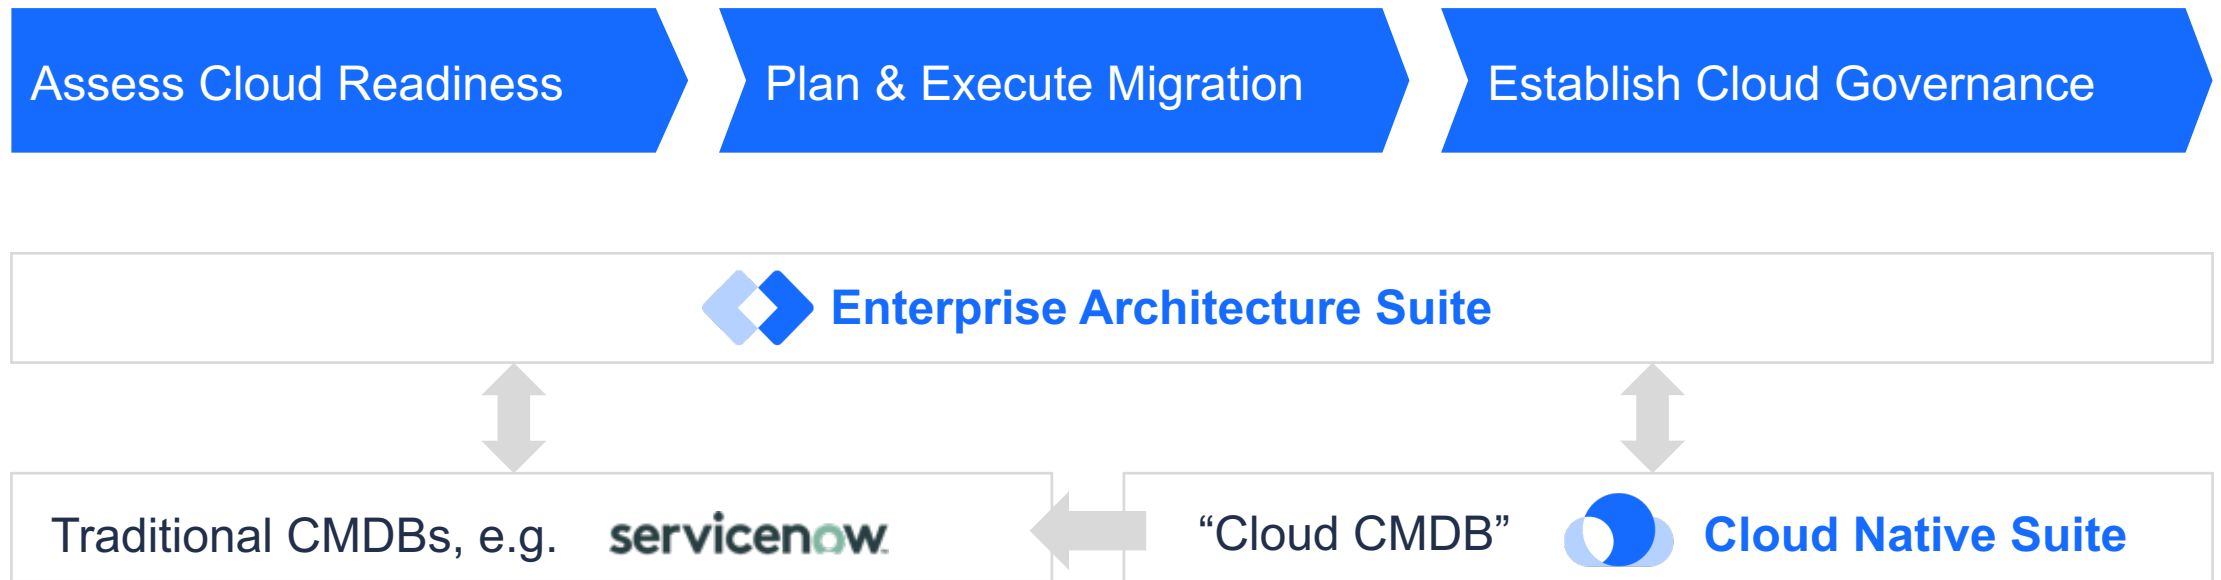 Assess Cloud Readiness
Plan & Execute Migration
Establish Cloud Governance
Enterprise Architecture Suite
Traditional CMDBs, e.g. servicenow
“Cloud CMDB” Cloud Native Suite